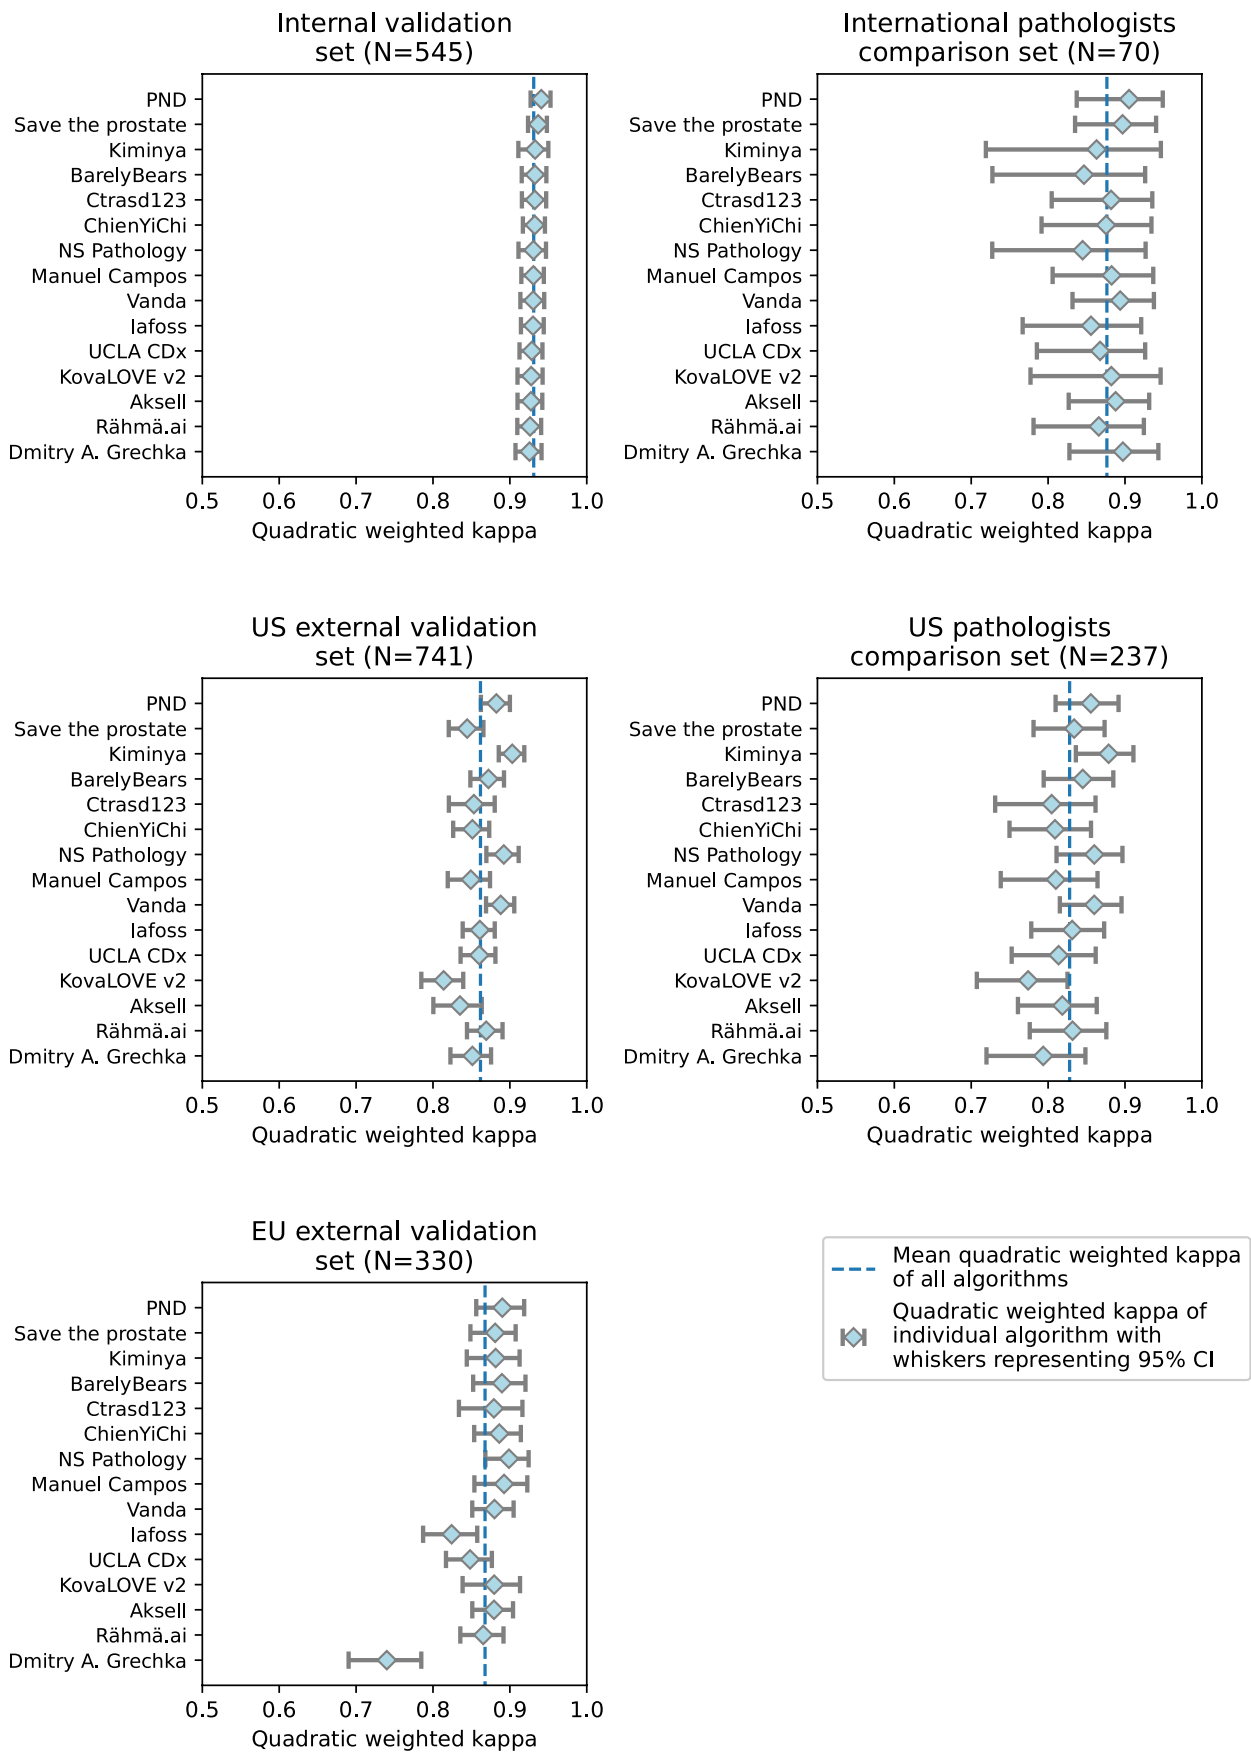 Internal validation
set (N=545)
PND
Save the prostate
Kiminya
BarelyBears
Ctrasd123
ChienYiChi
NS Pathology
Manuel Campos
Vanda
Iafoss
UCLA CDx
KovaLOVE v2
Aksell
Rähmä.ai
Dmitry A. Grechka
0.5 0.6 0.7 0.8 0.9 1.0
Quadratic weighted kappa
International pathologists
comparison set (N=70)
PND
Save the prostate
Kiminya
BarelyBears
Ctrasd123
ChienYiChi
NS Pathology
Manuel Campos
Vanda
Iafoss
UCLA CDx
KovaLOVE v2
Aksell
Rähmä.ai
Dmitry A. Grechka
0.5 0.6 0.7 0.8 0.9 1.0
Quadratic weighted kappa
US external validation
set (N=741)
PND
Save the prostate
Kiminya
BarelyBears
Ctrasd123
ChienYiChi
NS Pathology
Manuel Campos
Vanda
Iafoss
UCLA CDx
KovaLOVE v2
Aksell
Rähmä.ai
Dmitry A. Grechka
0.5 0.6 0.7 0.8 0.9 1.0
Quadratic weighted kappa
US pathologists
comparison set (N=237)
PND
Save the prostate
Kiminya
BarelyBears
Ctrasd123
ChienYiChi
NS Pathology
Manuel Campos
Vanda
Iafoss
UCLA CDx
KovaLOVE v2
Aksell
Rähmä.ai
Dmitry A. Grechka
0.5 0.6 0.7 0.8 0.9 1.0
Quadratic weighted kappa
EU external validation
set (N=330)
PND
Save the prostate
Kiminya
BarelyBears
Ctrasd123
ChienYiChi
NS Pathology
Manuel Campos
Vanda
Iafoss
UCLA CDx
KovaLOVE v2
Aksell
Rähmä.ai
Dmitry A. Grechka
0.5 0.6 0.7 0.8 0.9 1.0
Quadratic weighted kappa
Mean quadratic weighted kappa
of all algorithms
Quadratic weighted kappa of
individual algorithm with
whiskers representing 95% CI